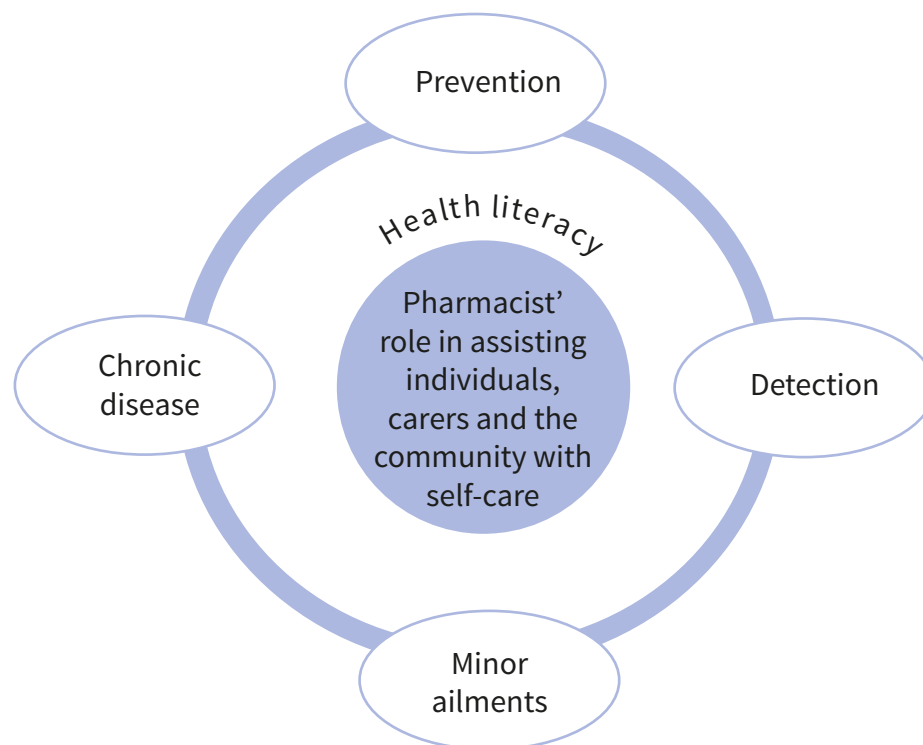 Prevention
Health literacy
Pharmacist’
role in assisting
individuals,
carers and the
community with
self-care
Chronic
disease
Detection
Minor
ailments